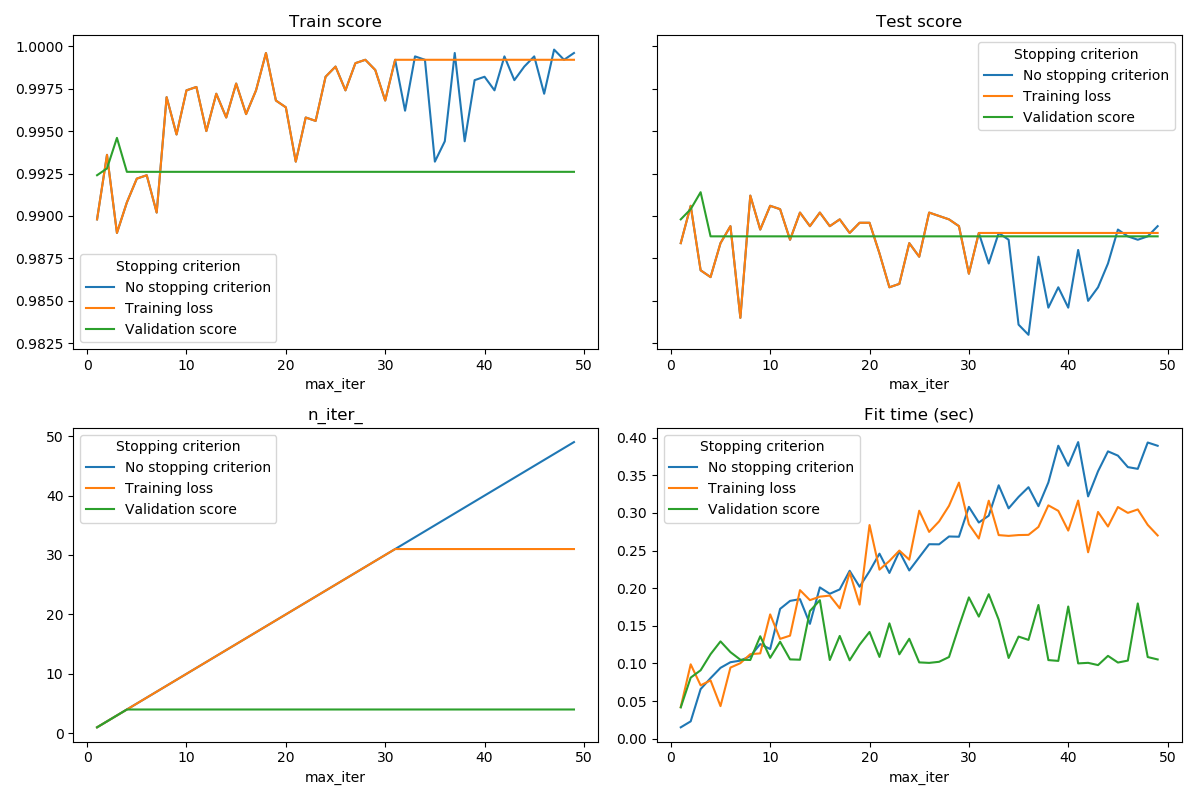 Train score
1.0000
0.9975
0.9950
0.9925
0.9900
0.9875
0.9850
0.9825
Stopping criterion
No stopping criterion
Training loss
Validation score
0 10 20 30 40 50
max_iter
Test score
Stopping criterion
No stopping criterion
Training loss
Validation score
0 10 20 30 40 50
max_iter
n_iter_
50
40
30
20
10
0
Stopping criterion
No stopping criterion
Training loss
Validation score
0 10 20 30 40 50
max_iter
Fit time (sec)
0.40
0.35
0.30
0.25
0.20
0.15
0.10
0.05
0.00
Stopping criterion
No stopping criterion
Training loss
Validation score
0 10 20 30 40 50
max_iter